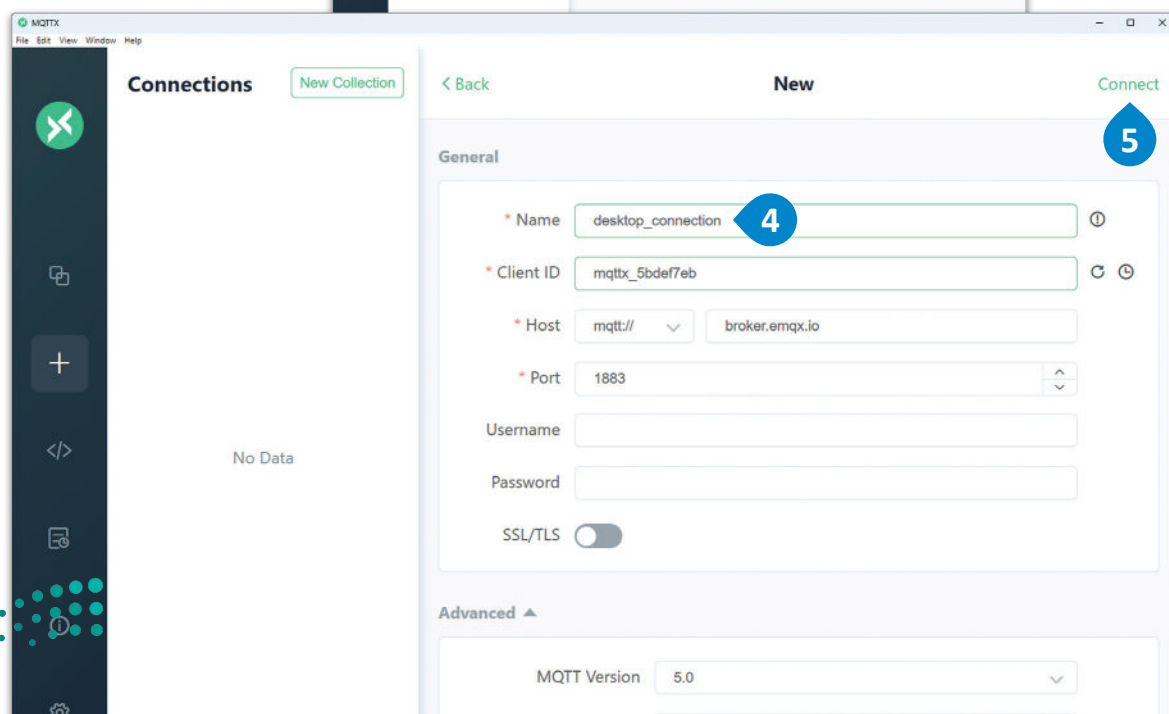 MQTTX
File Edit View Window Help
Connections
New Collection
< Back
New
Connect
5
General
* Name
desktop_connection
4
* Client ID
mqttx_5bdef7eb
* Host
mqtt://
broker.emqx.io
* Port
1883
Username
Password
SSL/TLS
No Data
Advanced
MQTT Version
5.0